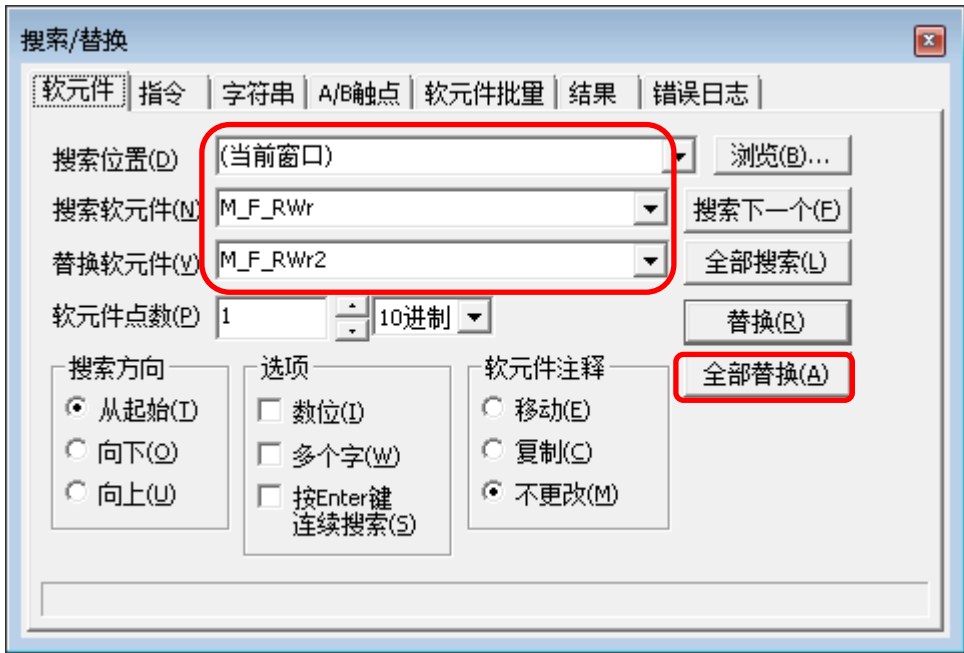 搜索/替换
软元件 指令 字符串 A/B触点 软元件批量 结果 错误日志
搜索位置(D) (当前窗口) 浏览(B)...
搜索软元件(N) M_F_RWr 搜索下一个(F)
替换软元件(V) M_F_RWr2 全部搜索(L)
软元件点数(P) 1 10进制 替换(R)
搜索方向 选项 软元件注释 全部替换(A)
从起始(T) 数位(I) 移动(E)
向下(O) 多个字(W) 复制(C)
向上(U) 按Enter键 不更改(M)
连续搜索(S)